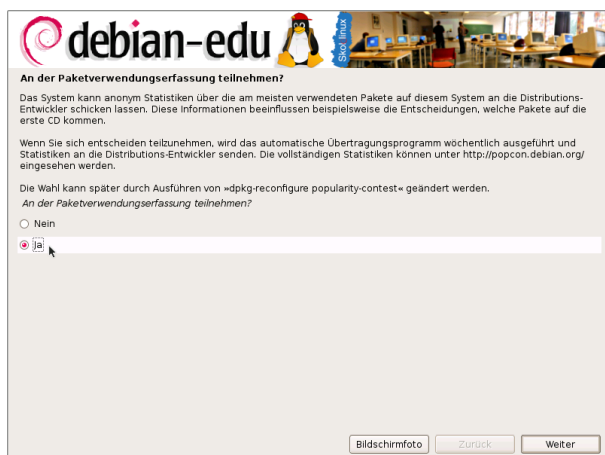 debian-edu
Skolelinux
An der Paketverwendungserfassung teilnehmen?
Das System kann anonym Statistiken über die am meisten verwendeten Pakete auf diesem System an die Distributions-
Entwickler schicken lassen. Diese Informationen beeinflussen beispielsweise die Entscheidungen, welche Pakete auf die
erste CD kommen.
Wenn Sie sich entscheiden teilzunehmen, wird das automatische Übertragungsprogramm wöchentlich ausgeführt und
Statistiken an die Distributions-Entwickler senden. Die vollständigen Statistiken können unter http://popcon.debian.org/
eingesehen werden.
Die Wahl kann später durch Ausführen von »dpkg-reconfigure popularity-contest« geändert werden.
An der Paketverwendungserfassung teilnehmen?
Nein
Ja
Bildschirmfoto
Zurück
Weiter